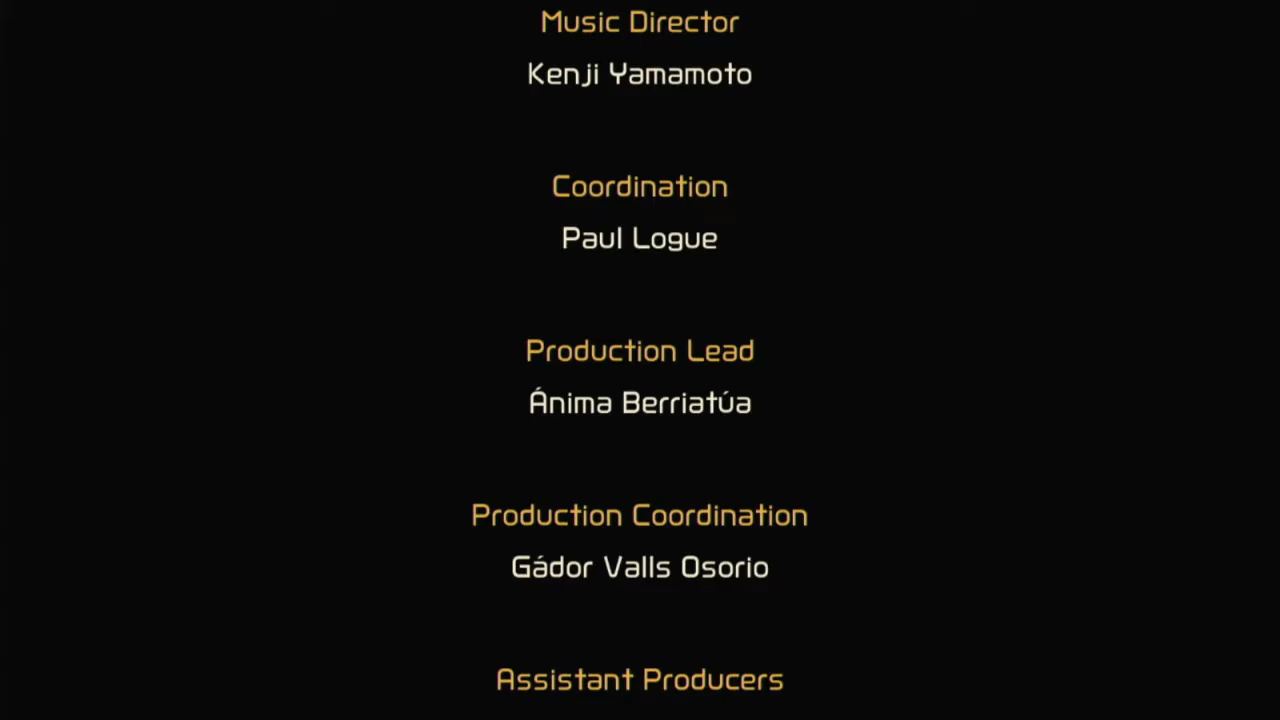 Music Director
Kenji Yamamoto
Coordination
Paul Logue
Production Lead
Ánima Berriatúa
Production Coordination
Gádor Valls Osorio
Assistant Producers